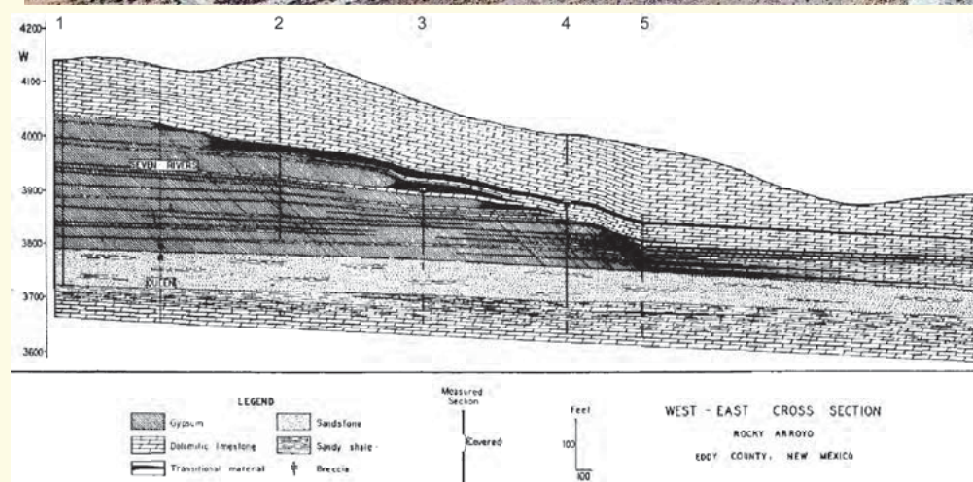 1 2 3 4 5
4200
W
4100
4000
SEVEN RIVERS
3900
3800
QUEEN
3700
3600
LEGEND
Gypsum
Sandstone
Dolimitic limestone
Sandy shale
Transitional material
Breccia
Measured
Section
Covered
Feet
100
100
WEST - EAST CROSS SECTION
ROCKY ARROYO
EDDY COUNTY, NEW MEXICO